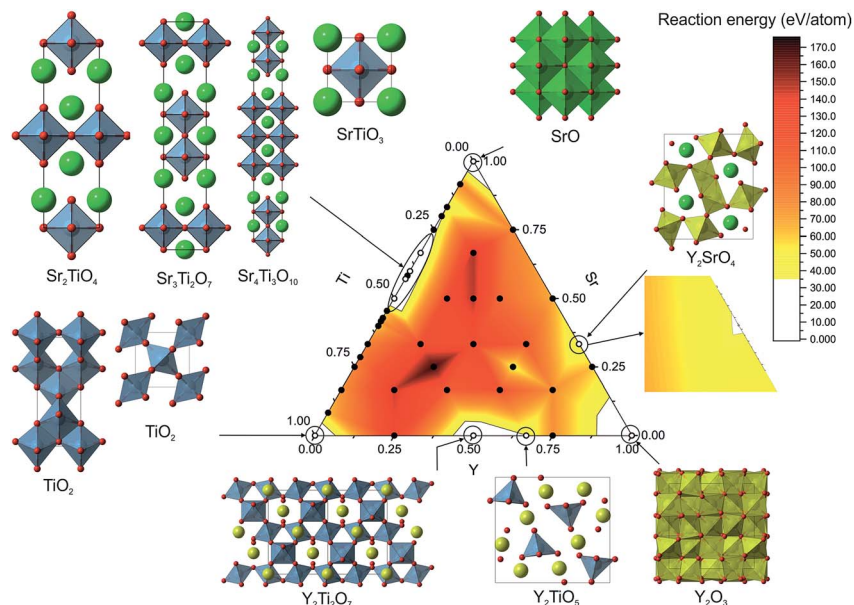 Reaction energy (eV/atom)
170.0
160.0
150.0
140.0
130.0
120.0
110.0
100.0
90.00
80.00
70.00
60.00
50.00
40.00
30.00
20.00
10.00
0.000
SrTiO3
SrO
Y2SrO4
Sr2TiO4
Sr3Ti2O7
Sr4Ti3O10
0.00
1.00
0.25
0.75
Ti
Sr
0.50
0.50
0.75
0.25
1.00
0.00
0.00
0.25
0.50
0.75
1.00
Y
TiO2
TiO2
Y2Ti2O7
Y2TiO5
Y2O3